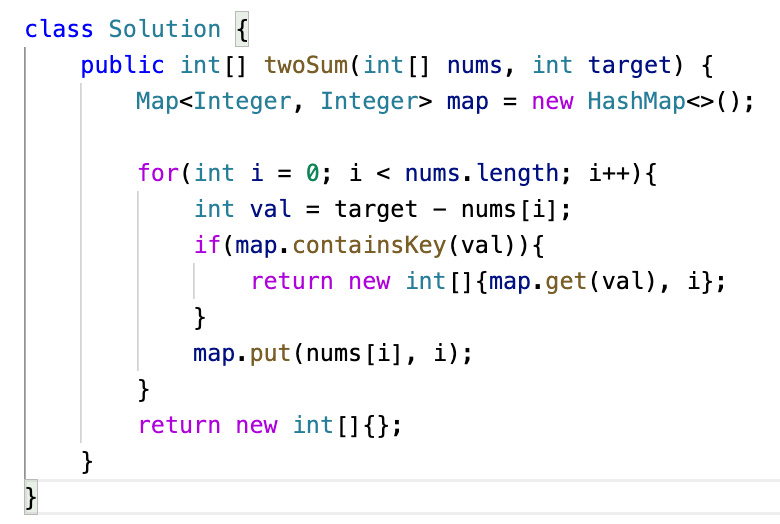 class Solution {
    public int[] twoSum(int[] nums, int target) {
        Map<Integer, Integer> map = new HashMap<>();

        for(int i = 0; i < nums.length; i++){
            int val = target - nums[i];
            if(map.containsKey(val)){
                return new int[]{map.get(val), i};
            }
            map.put(nums[i], i);
        }
        return new int[]{};
    }
}